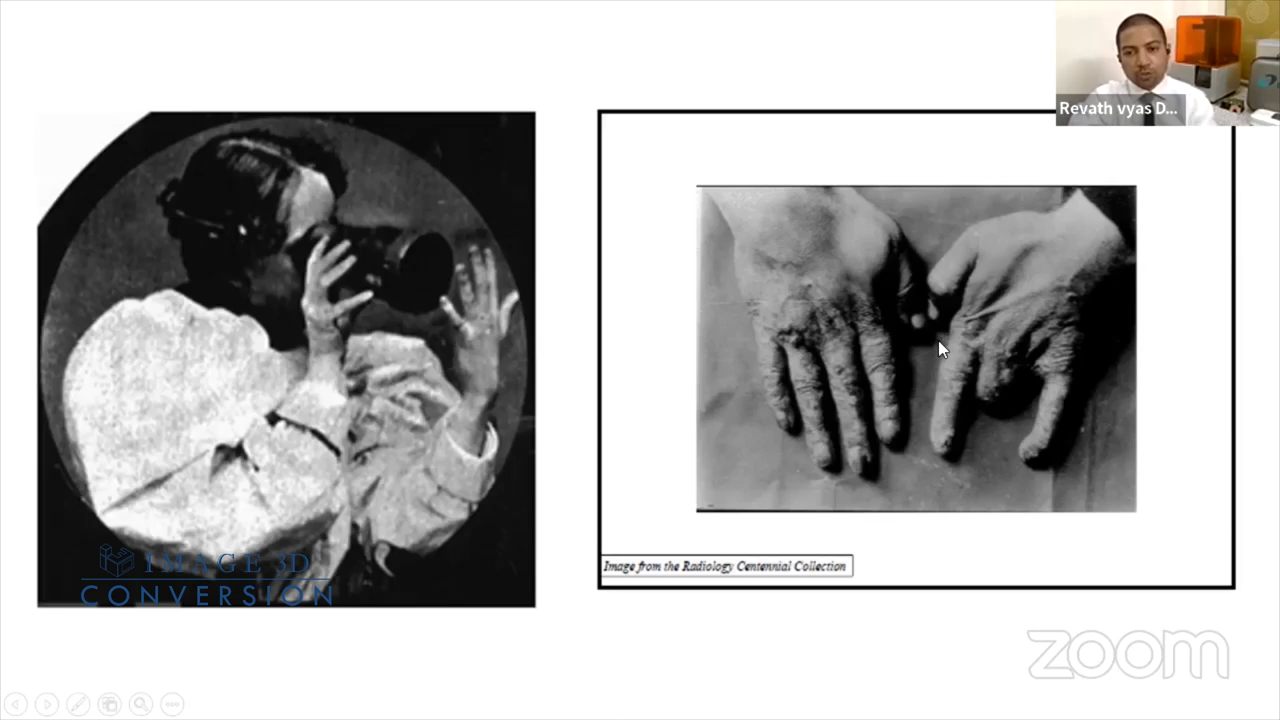 Revath vyas D...
IMAGE 3D
CONVERSION
Image from the Radiology Centennial Collection
zoom